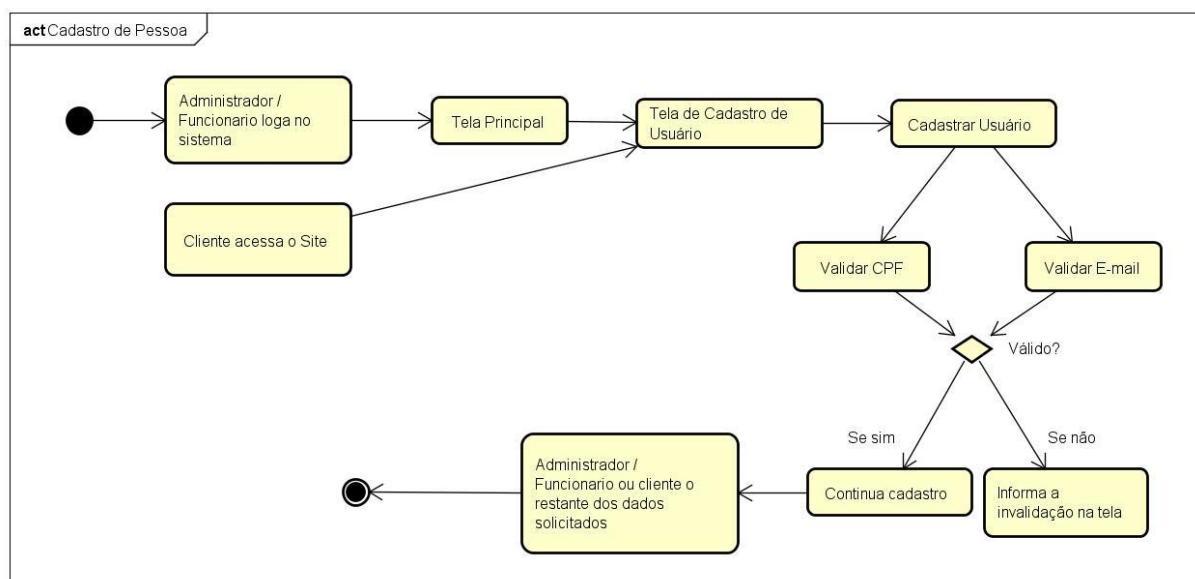 act Cadastro de Pessoa
Administrador /
Funcionario loga no
sistema
Tela Principal
Tela de Cadastro de
Usuário
Cadastrar Usuário
Cliente acessa o Site
Validar CPF
Validar E-mail
Válido?
Se sim
Se não
Administrador /
Funcionario ou cliente o
restante dos dados
solicitados
Continua cadastro
Informa a
invalidação na tela